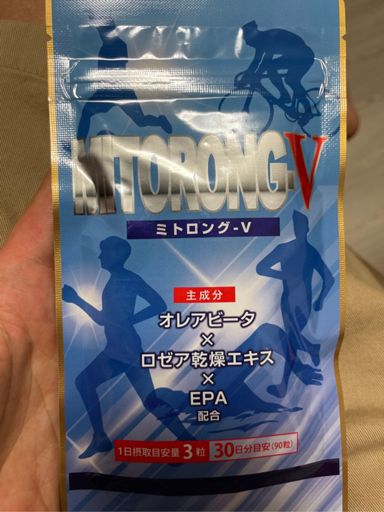 MITORONG-V
ミトロング-V
主成分
オレアビータ
×
ロゼア乾燥エキス
×
EPA
配合
1日摂取目安量 3粒 30日分目安(90粒)